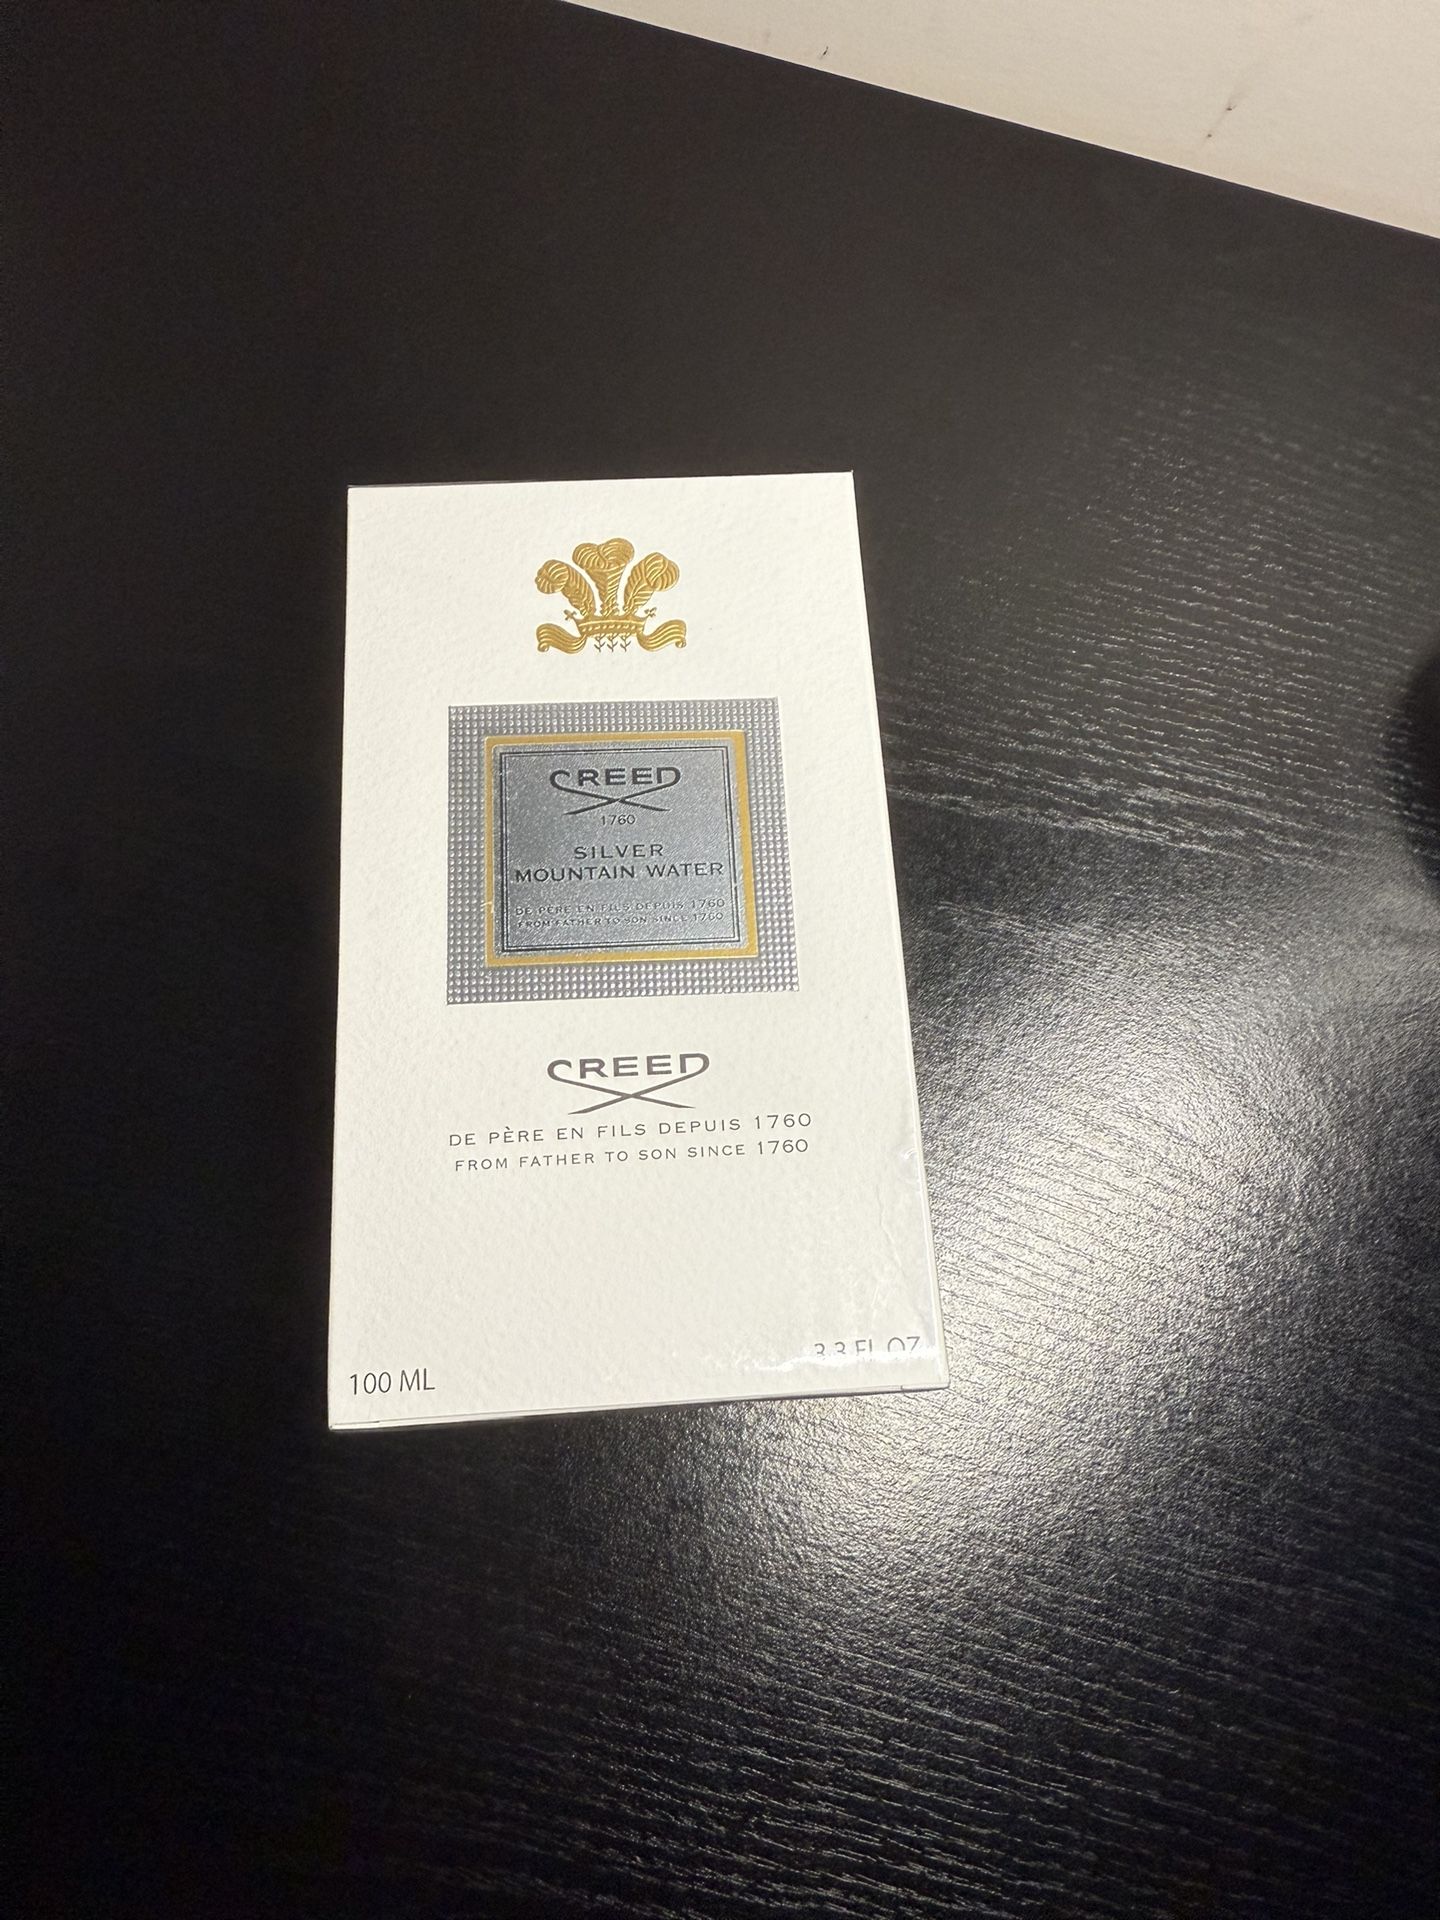 CREED
1760
SILVER
MOUNTAIN WATER
DE PÈRE EN FILS DEPUIS 1760
FROM FATHER TO SON SINCE 1760
CREED
DE PÈRE EN FILS DEPUIS 1760
FROM FATHER TO SON SINCE 1760
100 ML
3.3 FL OZ